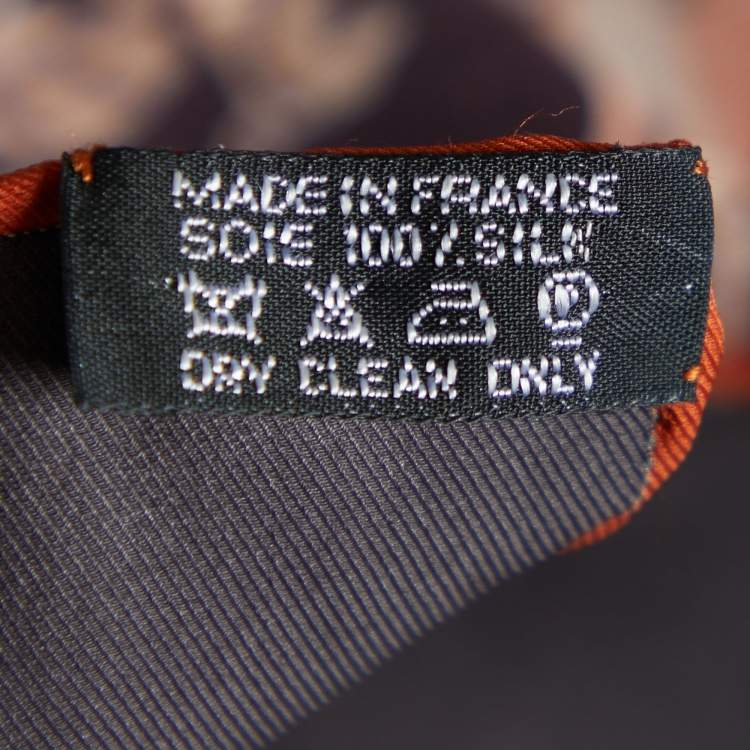 MADE IN FRANCE
SOIE 100% SILK
P
DRY CLEAN ONLY